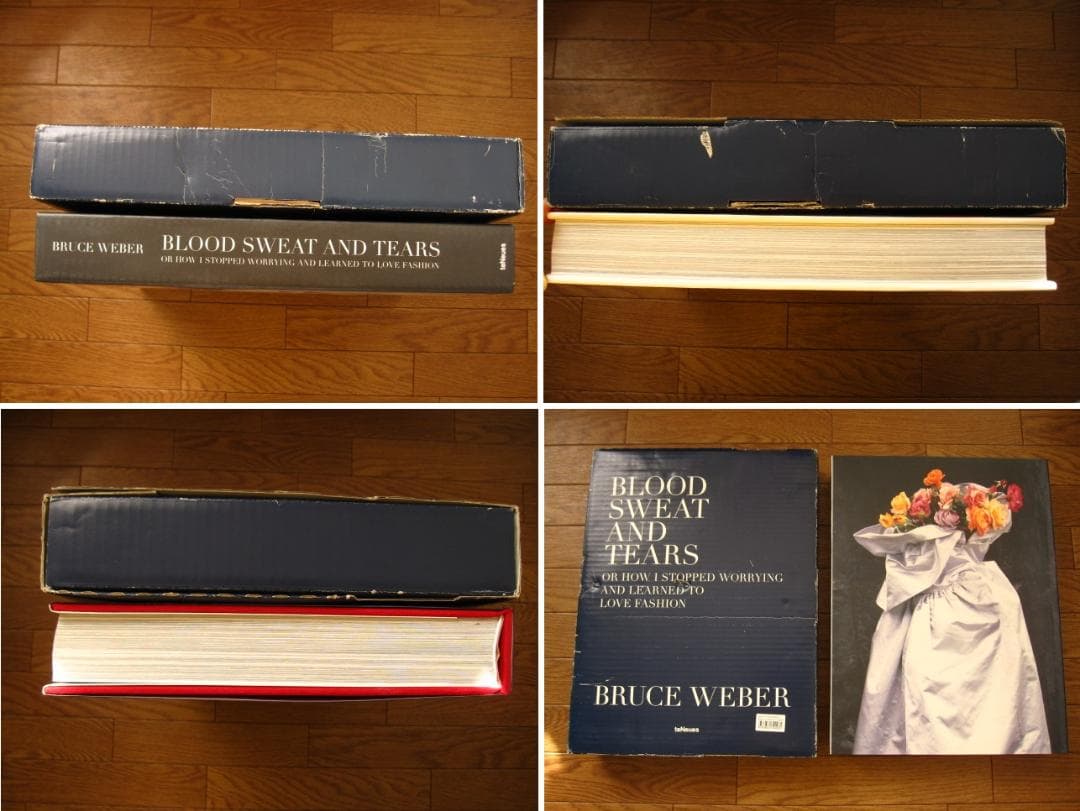 BRUCE WEBER BLOOD SWEAT AND TEARS
OR HOW I STOPPED WORRYING AND LEARNED TO LOVE FASHION
teNeues
BLOOD
SWEAT
AND
TEARS
OR HOW I STOPPED WORRYING
AND LEARNED TO
LOVE FASHION
BRUCE WEBER
teNeues